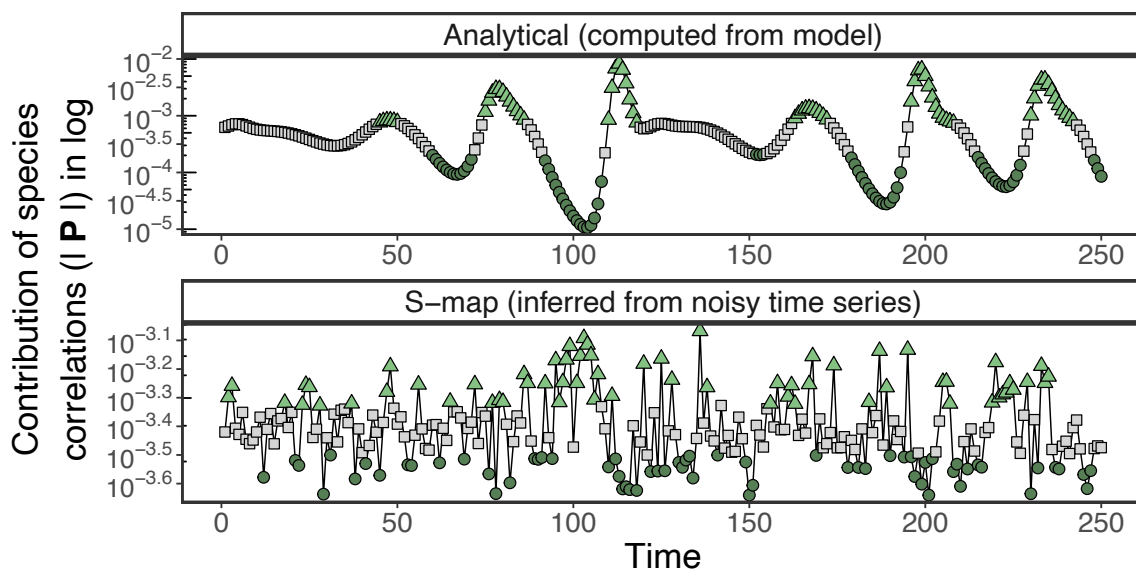 Contribution of species
correlations (| P |) in log
Analytical (computed from model)
10−2
10−2.5
10−3
10−3.5
10−4
10−4.5
10−5
0 50 100 150 200 250
S−map (inferred from noisy time series)
10−3.1
10−3.2
10−3.3
10−3.4
10−3.5
10−3.6
0 50 100 150 200 250
Time